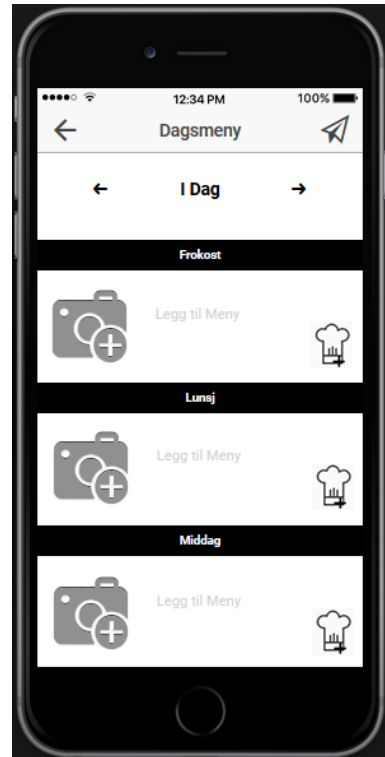 12:34 PM 100%
Dagsmeny
I Dag
Frokost
Legg til Meny
Lunsj
Legg til Meny
Middag
Legg til Meny